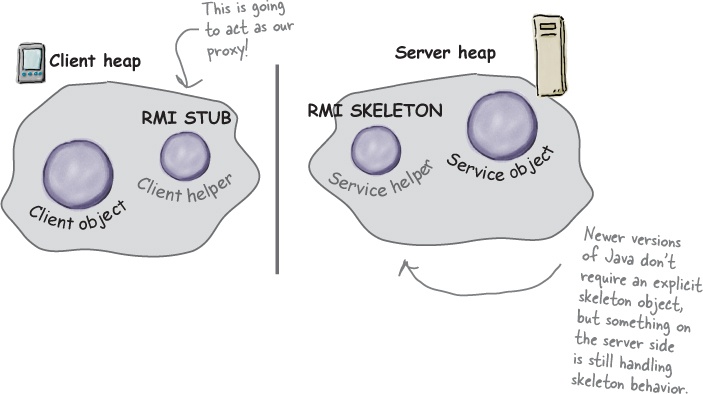 This is going
to act as our
proxy!
Client heap
Server heap
RMI STUB
RMI SKELETON
Client object
Client helper
Service helper
Service object
Newer versions
of Java don't
require an explicit
skeleton object,
but something on
the server side
is still handling
skeleton behavior.